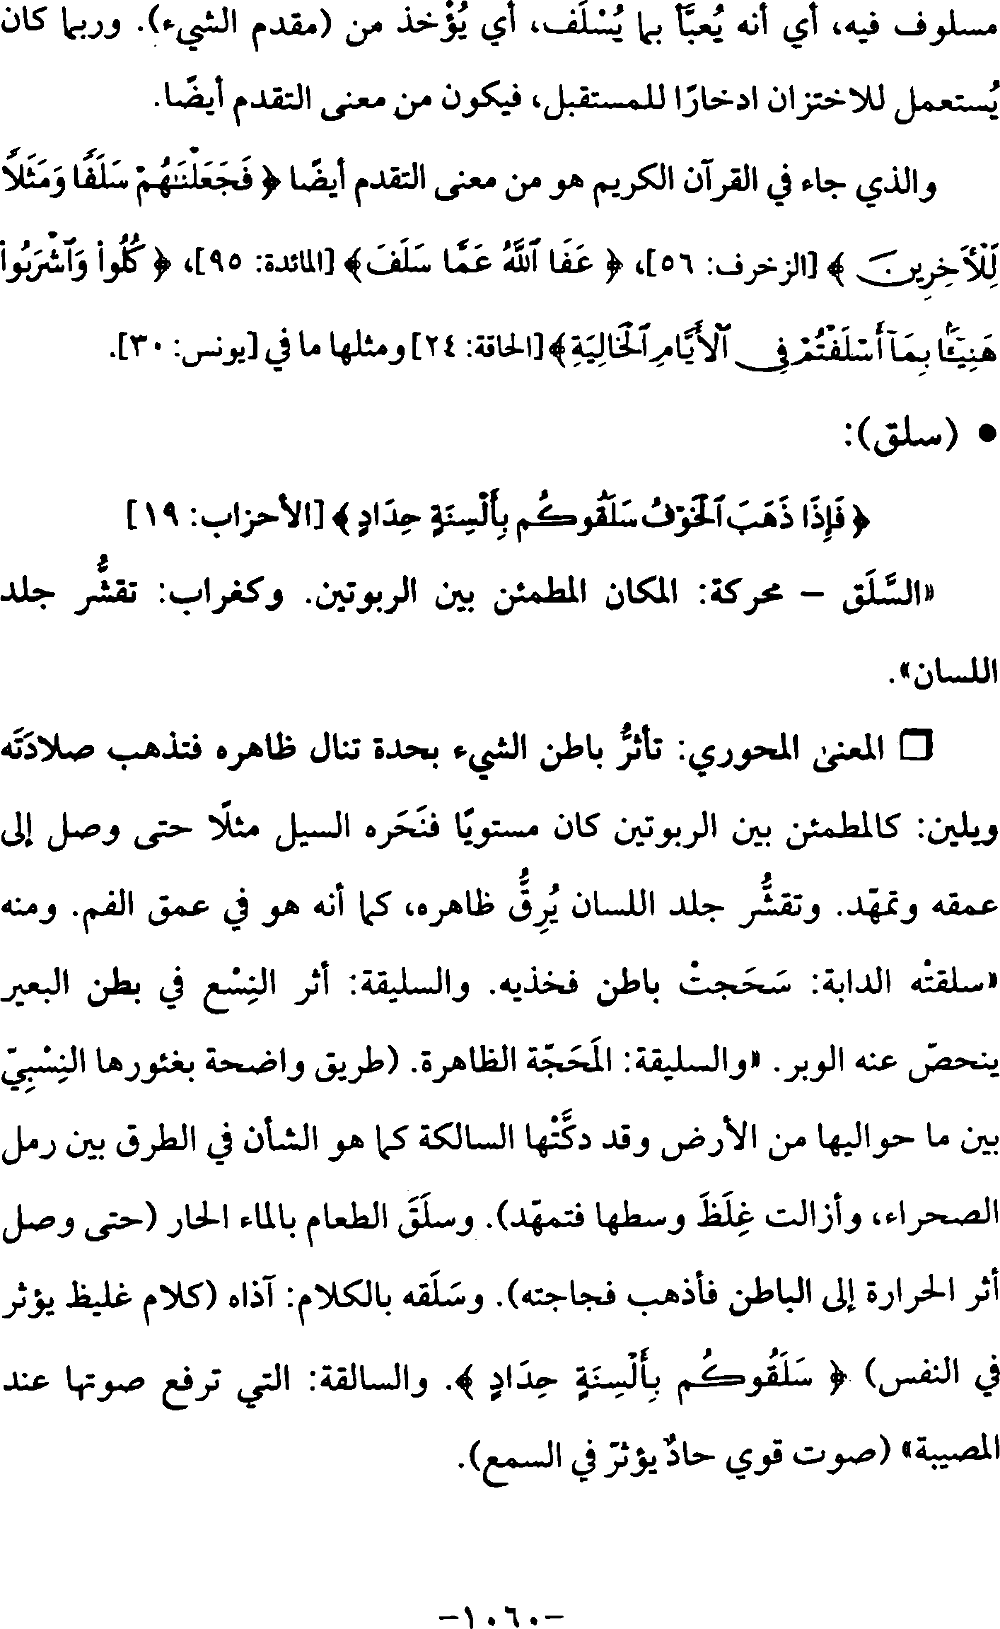 مسلوف فيه، أي أنه يُعبَّأ بما يُسْلَف، أي يُؤْخذ من (مقدم الشيء). وربما كان
يُستعمل للاختزان ادخارًا للمستقبل، فيكون من معنى التقدم أيضًا.
والذي جاء في القرآن الكريم هو من معنى التقدم أيضًا ﴿ فَجَعَلْنَٰهُمْ سَلَفًا وَمَثَلًا
لِّلْأَخِرِينَ ﴾ [الزخرف: ٥٦]، ﴿ عَفَا ٱللَّهُ عَمَّا سَلَفَ ﴾ [المائدة: ٩٥]، ﴿ كُلُوا۟ وَٱشْرَبُوا۟
هَنِيٓـًٔا بِمَآ أَسْلَفْتُمْ فِى ٱلْأَيَّامِ ٱلْخَالِيَةِ ﴾ [الحاقة: ٢٤] ومثلها ما في [يونس: ٣٠].
● (سلق):
﴿ فَإِذَا ذَهَبَ ٱلْخَوْفُ سَلَقُوكُم بِأَلْسِنَةٍ حِدَادٍ ﴾ [الأحزاب: ١٩]
«السَّلَق – محركة: المكان المطمئن بين الربوتين. وكغراب: تقشُّر جلد
اللسان».
❒ المعنىٰ المحوري: تأثرُّ باطن الشيء بحدة تنال ظاهره فتذهب صلادَتَه
ويلين: كالمطمئن بين الربوتين كان مستويًا فنَحَره السيل مثلًا حتى وصل إلى
عمقه وتمهّد. وتقشُّر جلد اللسان يُرِقُّ ظاهره، كما أنه هو في عمق الفم. ومنه
«سلقتْه الدابة: سَحَجتْ باطن فخذيه. والسليقة: أثر النِسْع في بطن البعير
ينحصّ عنه الوبر. «والسليقة: المَحَجّة الظاهرة. (طريق واضحة بغئورها النِسْبِيّ
بين ما حواليها من الأرض وقد دكَّتْها السالكة كما هو الشأن في الطرق بين رمل
الصحراء، وأزالت غِلَظَ وسطها فتمهّد). وسلَقَ الطعام بالماء الحار (حتى وصل
أثر الحرارة إلى الباطن فأذهب فجاجته). وسَلَقه بالكلام: آذاه (كلام غليظ يؤثر
في النفس) ﴿ سَلَقُوكُم بِأَلْسِنَةٍ حِدَادٍ ﴾. والسالقة: التي ترفع صوتها عند
المصيبة» (صوت قوي حادٌ يؤثرّ في السمع).
-١٠٦٠-